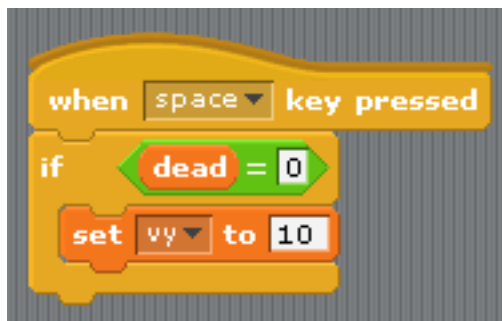 when space key pressed
if dead = 0
set vy to 10